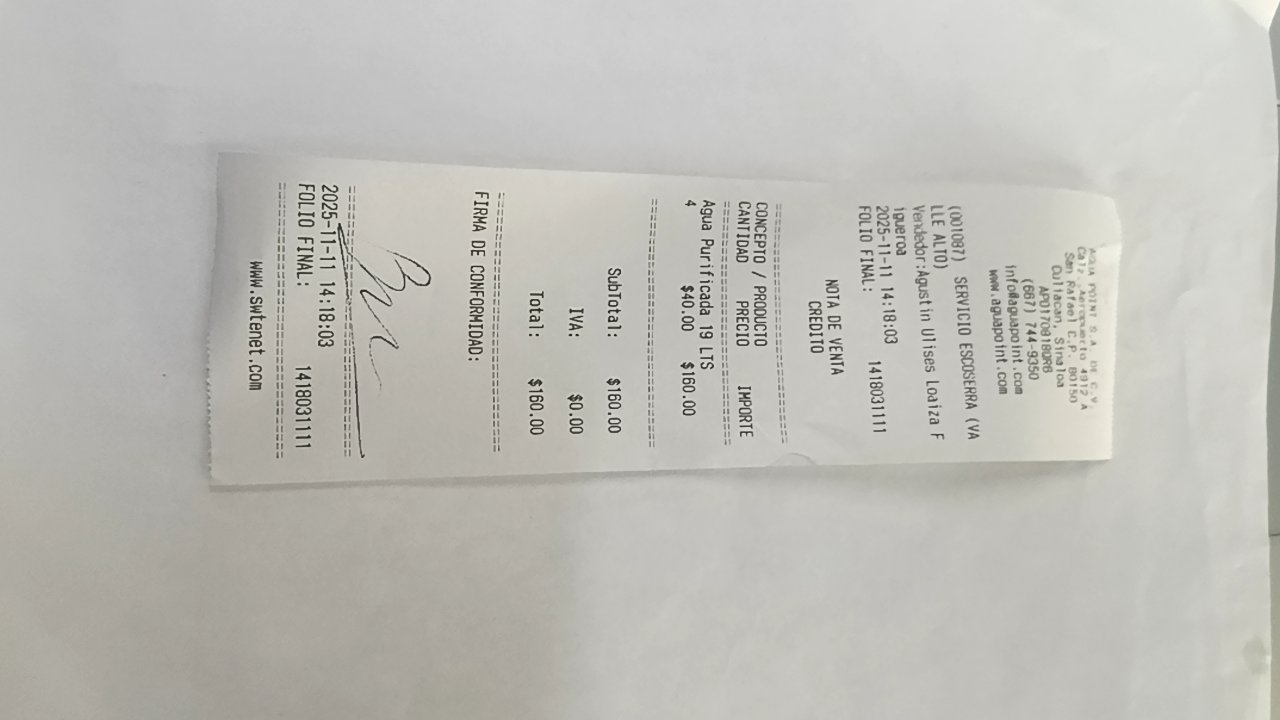 AGUA POINT S.A. DE C.V.
Calz. Aeropuerto 4912 A
San Rafael C.P. 80150
Culiacan, Sinaloa
APO170818DR6
(667) 744-9350
info@aguapoint.com
www.aguapoint.com
(001087) SERVICIO ESCOSERRA (VA
LLE ALTO)
Vendedor:Agustin Ulises Loaiza F
igueroa
2025-11-11 14:18:03
FOLIO FINAL: 1418031111
NOTA DE VENTA
CREDITO
================================
CONCEPTO / PRODUCTO
CANTIDAD PRECIO IMPORTE
================================
Agua Purificada 19 LTS
4 $40.00 $160.00
================================
SubTotal: $160.00
IVA: $0.00
Total: $160.00
================================
FIRMA DE CONFORMIDAD:
================================
2025-11-11 14:18:03
FOLIO FINAL: 1418031111
================================
www.swtenet.com